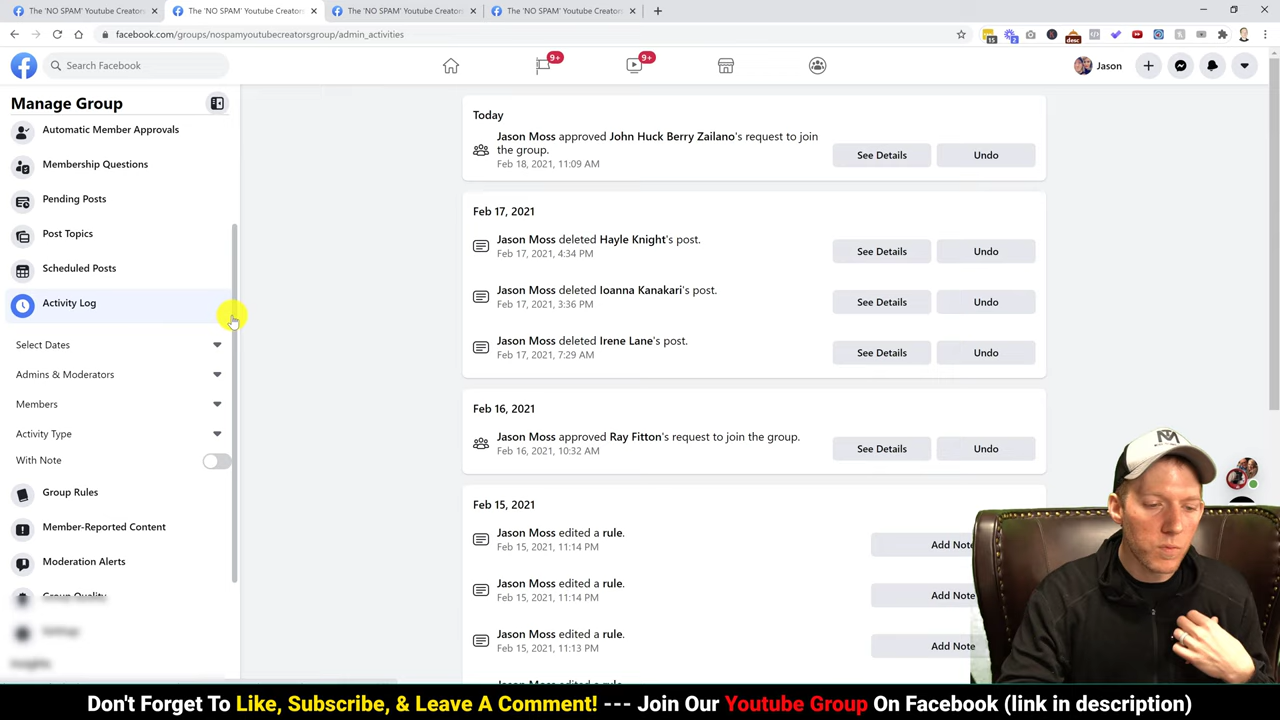 The 'NO SPAM' Youtube Creators
The 'NO SPAM' Youtube Creators
The 'NO SPAM' Youtube Creators
The 'NO SPAM' Youtube Creators
facebook.com/groups/nospamyoutubecreatorsgroup/admin_activities
Search Facebook
9+
9+
Jason
Manage Group
Automatic Member Approvals
Membership Questions
Pending Posts
Post Topics
Scheduled Posts
Activity Log
Select Dates
Admins & Moderators
Members
Activity Type
With Note
Group Rules
Member-Reported Content
Moderation Alerts
Group Quality
Settings
Insights
Today
Jason Moss approved John Huck Berry Zailano's request to join
the group.
Feb 18, 2021, 11:09 AM
See Details
Undo
Feb 17, 2021
Jason Moss deleted Hayle Knight's post.
Feb 17, 2021, 4:34 PM
See Details
Undo
Jason Moss deleted Ioanna Kanakari's post.
Feb 17, 2021, 3:36 PM
See Details
Undo
Jason Moss deleted Irene Lane's post.
Feb 17, 2021, 7:29 AM
See Details
Undo
Feb 16, 2021
Jason Moss approved Ray Fitton's request to join the group.
Feb 16, 2021, 10:32 AM
See Details
Undo
Feb 15, 2021
Jason Moss edited a rule.
Feb 15, 2021, 11:14 PM
Add Note
Jason Moss edited a rule.
Feb 15, 2021, 11:14 PM
Add Note
Jason Moss edited a rule.
Feb 15, 2021, 11:13 PM
Add Note
Don't Forget To Like, Subscribe, & Leave A Comment! --- Join Our Youtube Group On Facebook (link in description)